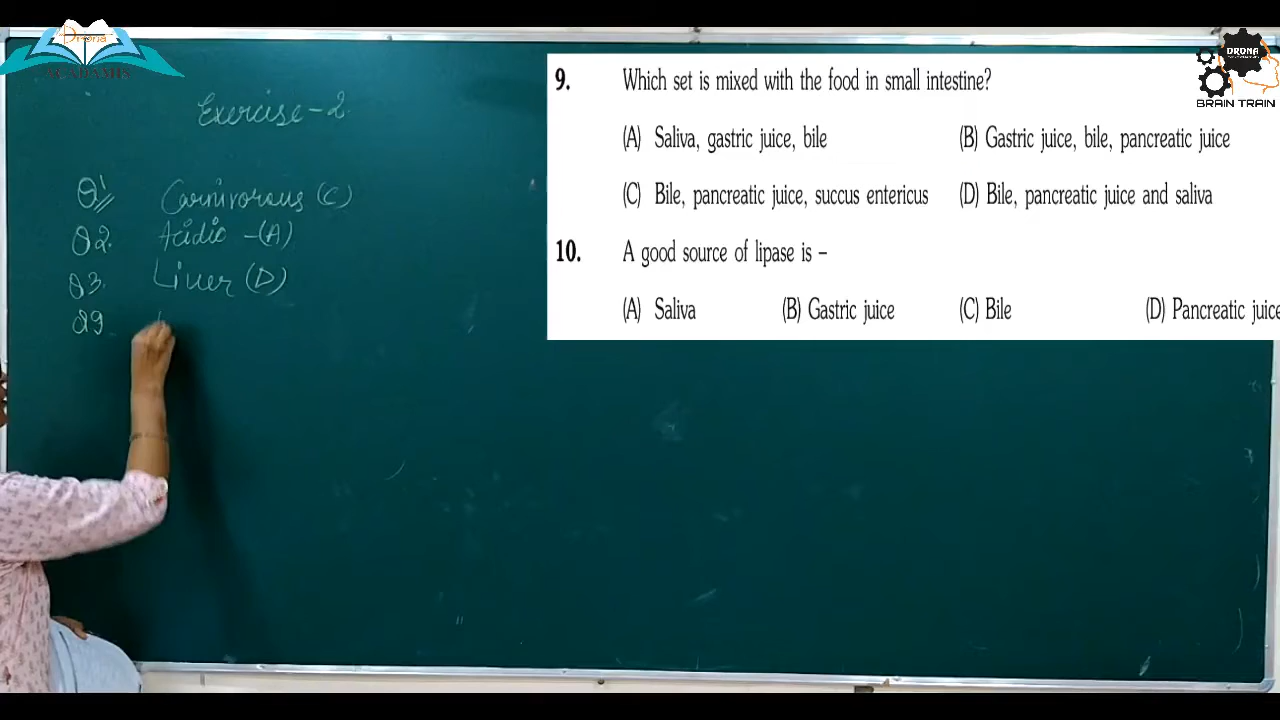 Drona
ACADAMIS
DRONA
BRAIN TRAIN
Exercise-2
Q1 Carnivorous (C)
Q2. Acidic -(A)
Q3. Liver (D)
Q9.
9. Which set is mixed with the food in small intestine?
(A) Saliva, gastric juice, bile (B) Gastric juice, bile, pancreatic juice
(C) Bile, pancreatic juice, succus entericus (D) Bile, pancreatic juice and saliva
10. A good source of lipase is –
(A) Saliva (B) Gastric juice (C) Bile (D) Pancreatic juice